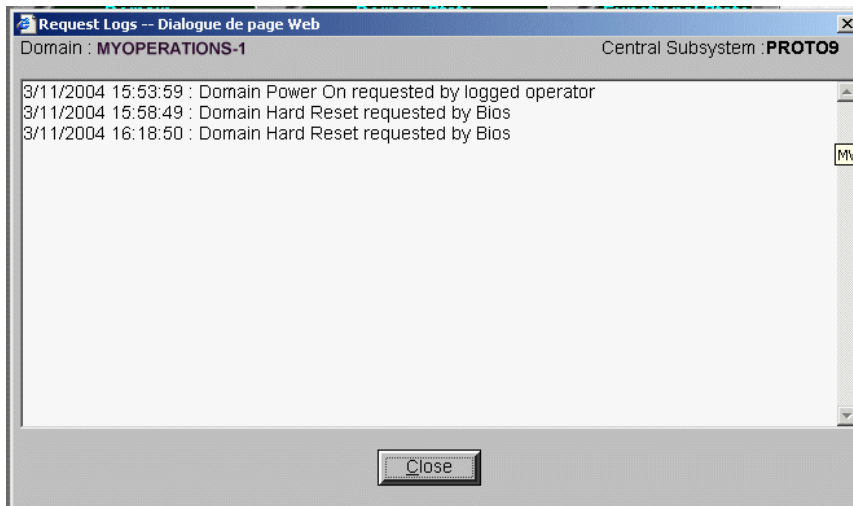 Request Logs -- Dialogue de page Web
Domain : MYOPERATIONS-1 Central Subsystem :PROTO9
3/11/2004 15:53:59 : Domain Power On requested by logged operator
3/11/2004 15:58:49 : Domain Hard Reset requested by Bios
3/11/2004 16:18:50 : Domain Hard Reset requested by Bios
Close